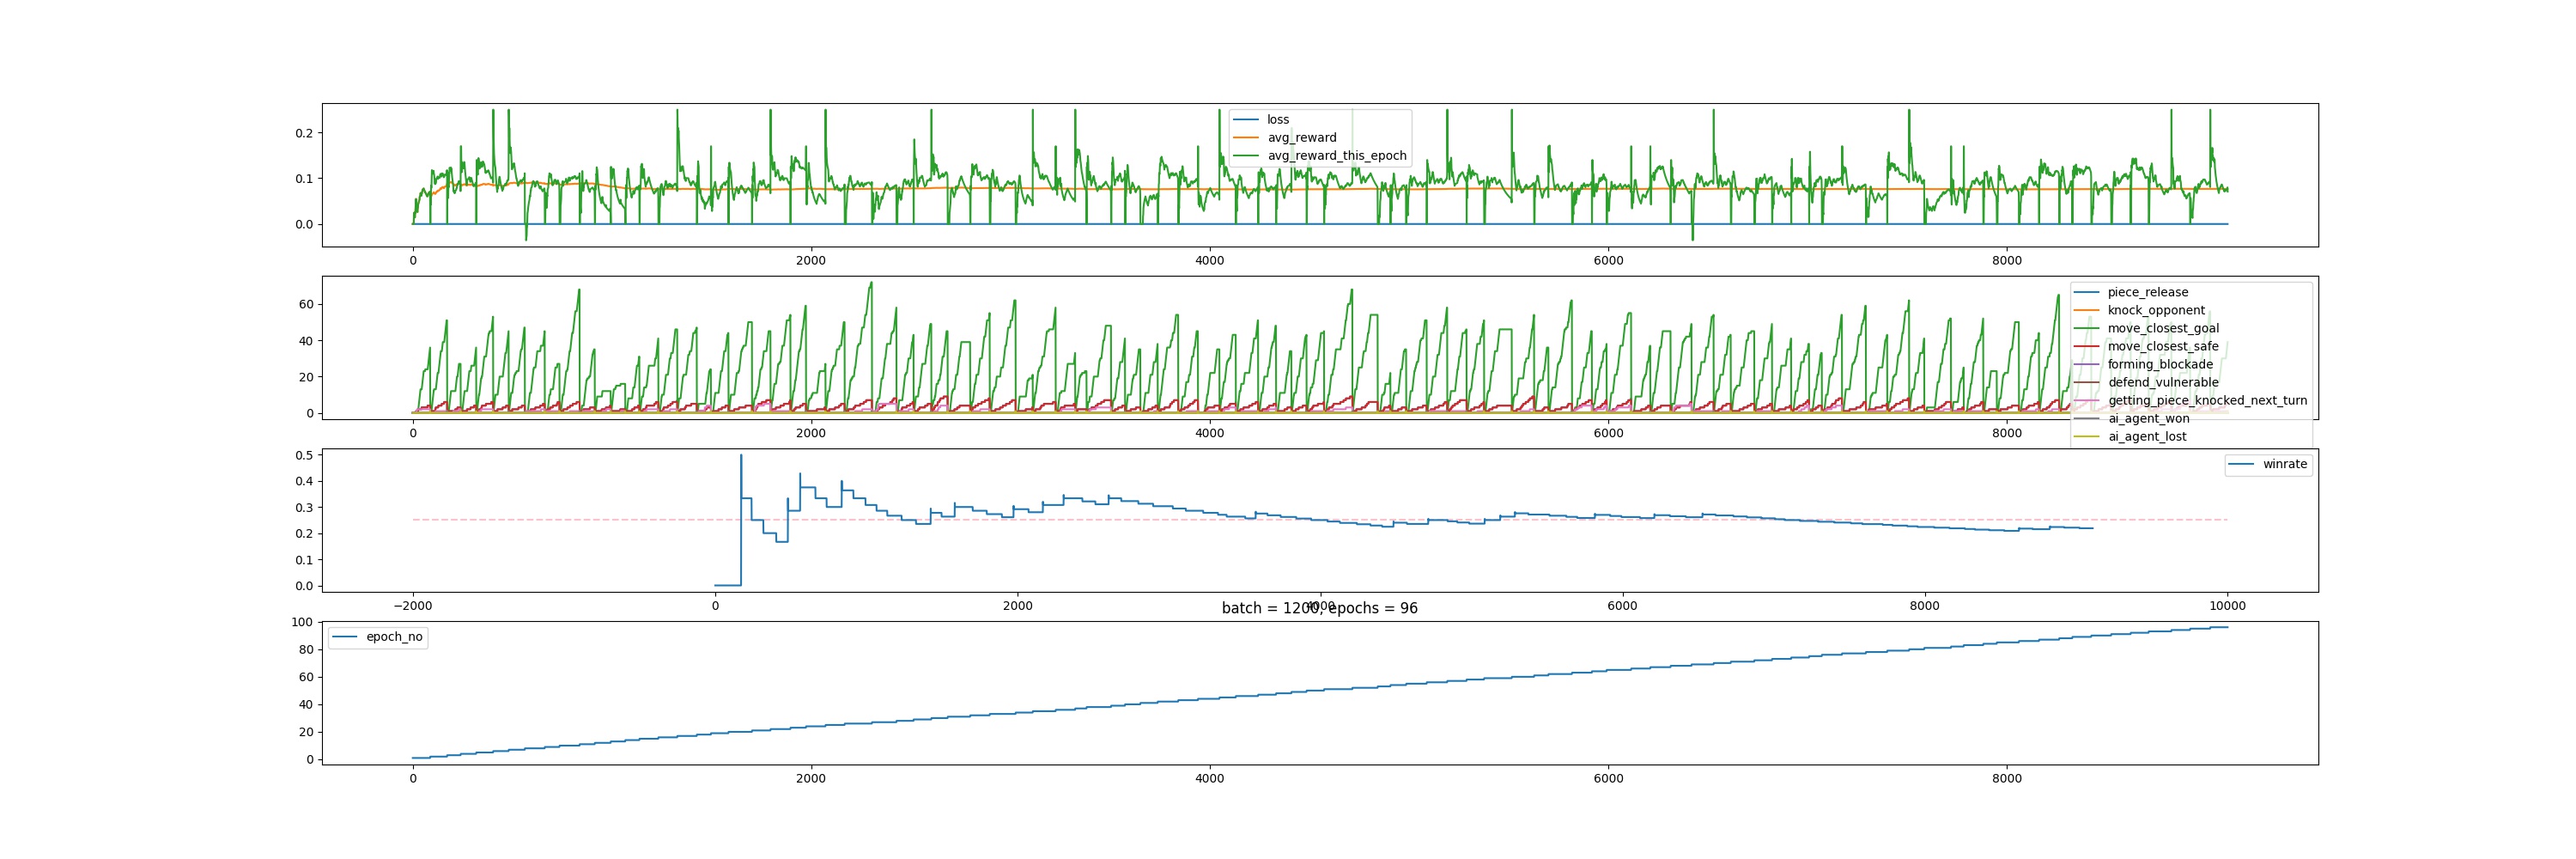 0.2
0.1
0.0
loss
avg_reward
avg_reward_this_epoch
0 2000 4000 6000 8000
60
40
20
0
piece_release
knock_opponent
move_closest_goal
move_closest_safe
forming_blockade
defend_vulnerable
getting_piece_knocked_next_turn
ai_agent_won
ai_agent_lost
0 2000 4000 6000 8000
0.5
0.4
0.3
0.2
0.1
0.0
winrate
−2000 0 2000 4000 6000 8000 10000
batch = 1200, epochs = 96
100
80
60
40
20
0
epoch_no
0 2000 4000 6000 8000